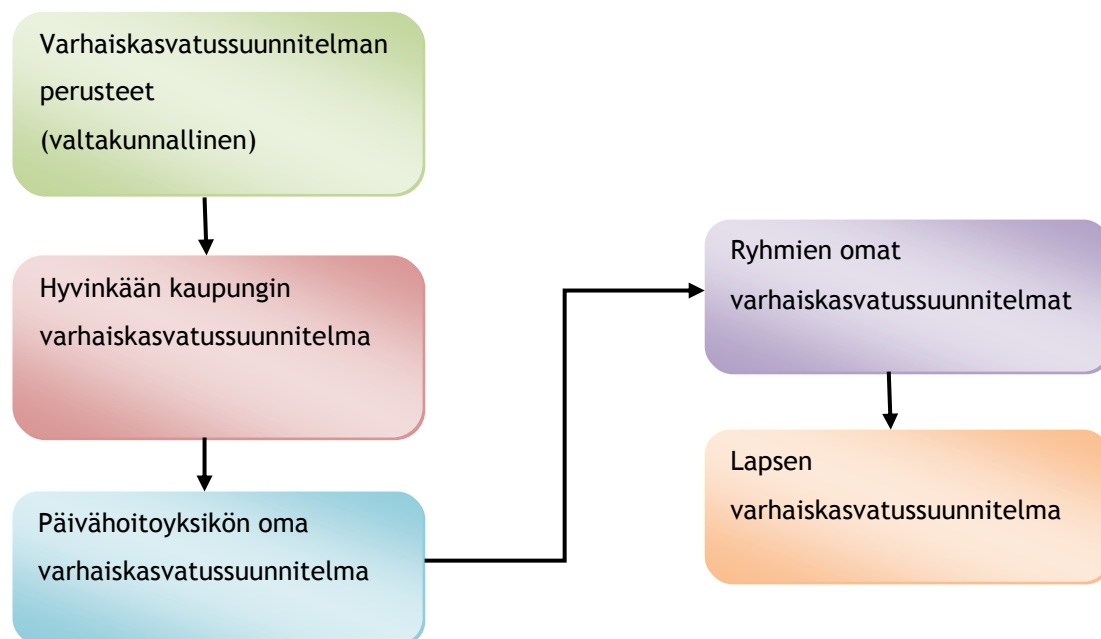 Varhaiskasvatussuunnitelman
perusteet
(valtakunnallinen)
Hyvinkään kaupungin
varhaiskasvatussuunnitelma
Päivähoitoyksikön oma
varhaiskasvatussuunnitelma
Ryhmien omat
varhaiskasvatussuunnitelmat
Lapsen
varhaiskasvatussuunnitelma